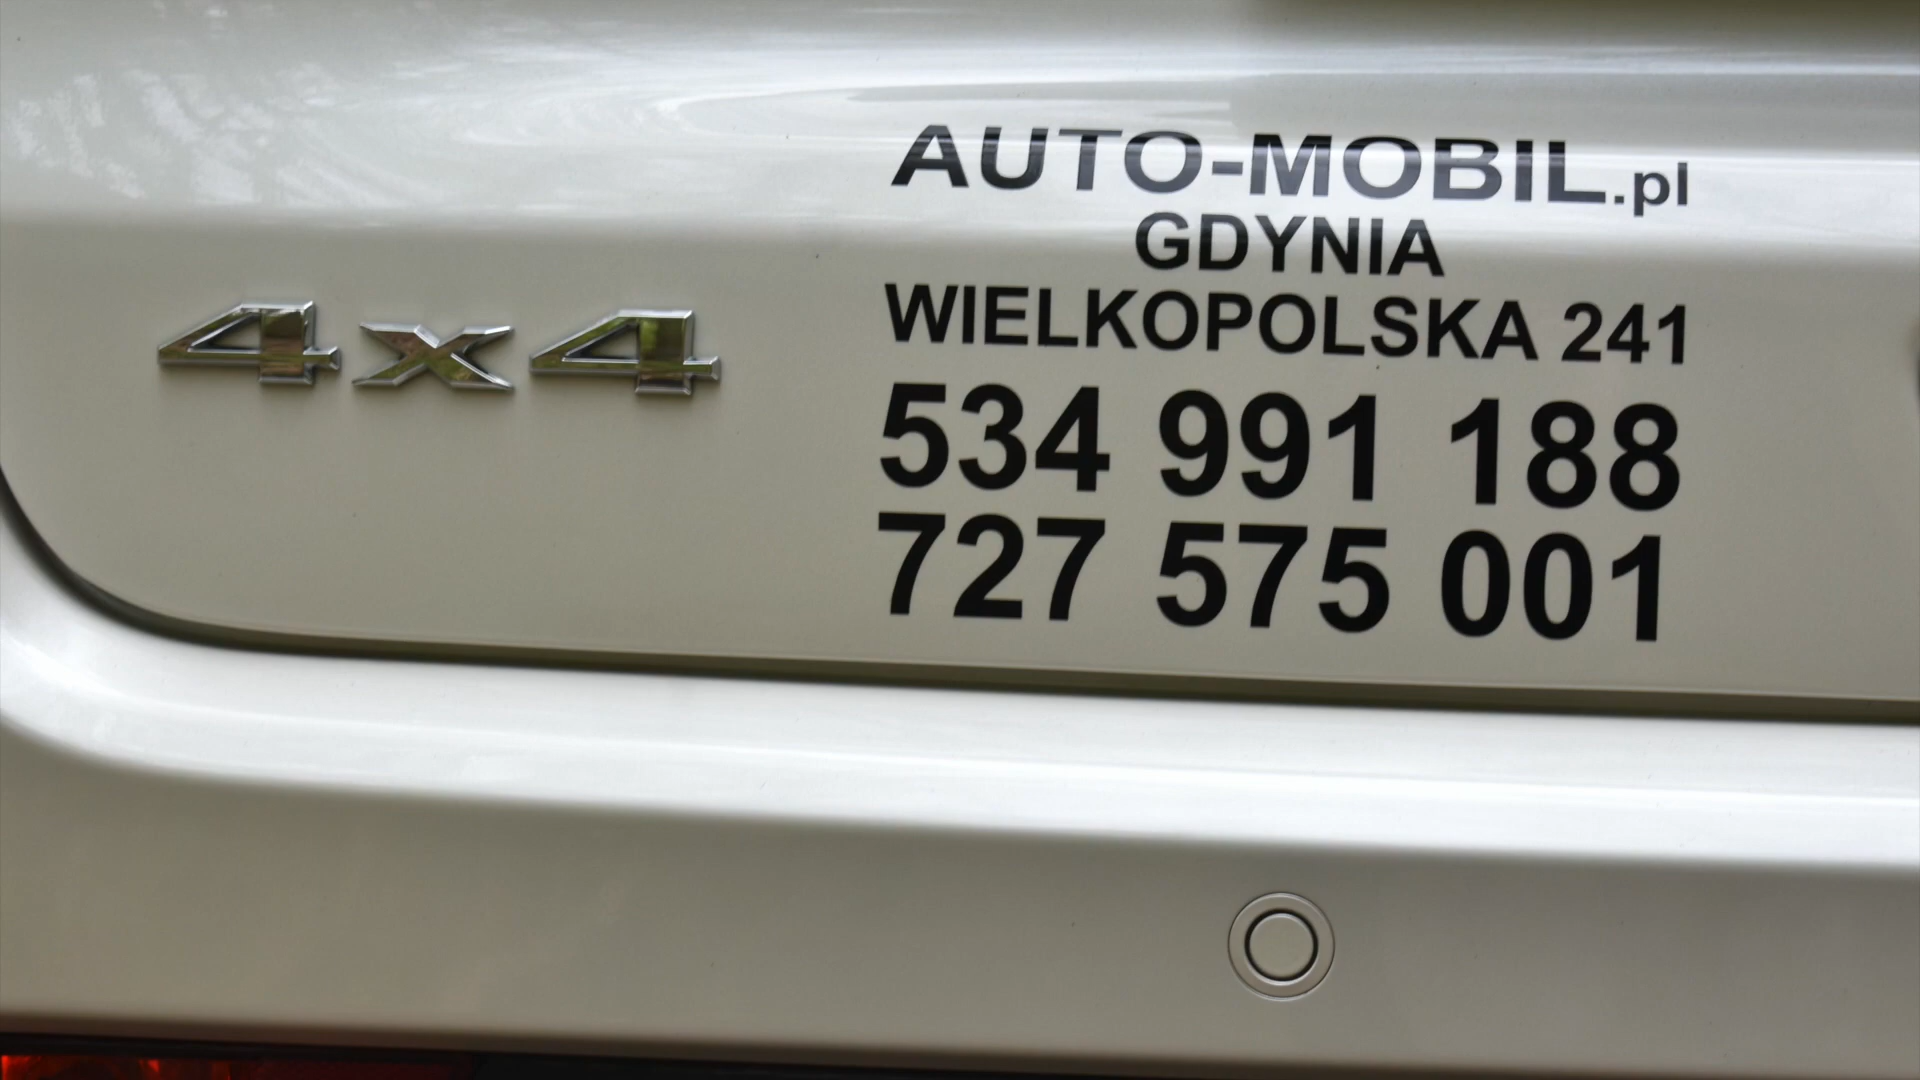 AUTO-MOBIL.pl
GDYNIA
WIELKOPOLSKA 241
4x4
534 991 188
727 575 001